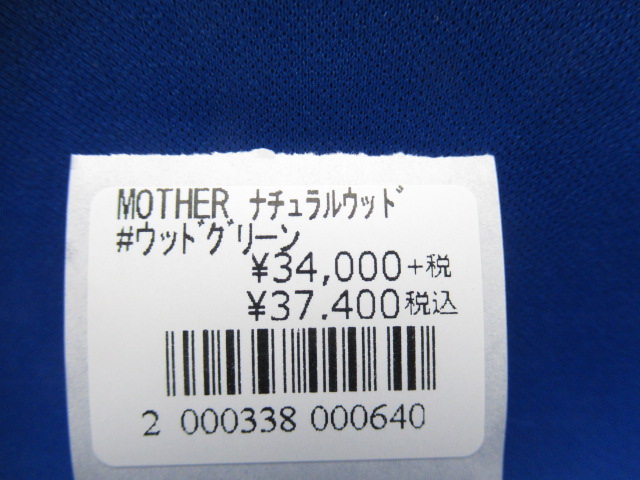 MOTHER ﾅﾁｭﾗﾙｳｯﾄﾞ
#ウッﾄﾞグリーン
¥34,000+税
¥37.400税込
2 000338 000640